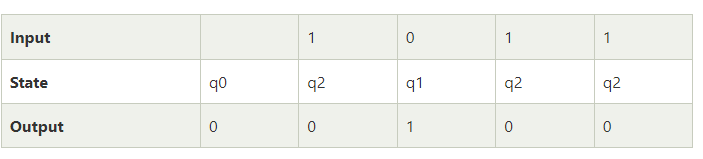 Input 1 0 1 1
State q0 q2 q1 q2 q2
Output 0 0 1 0 0